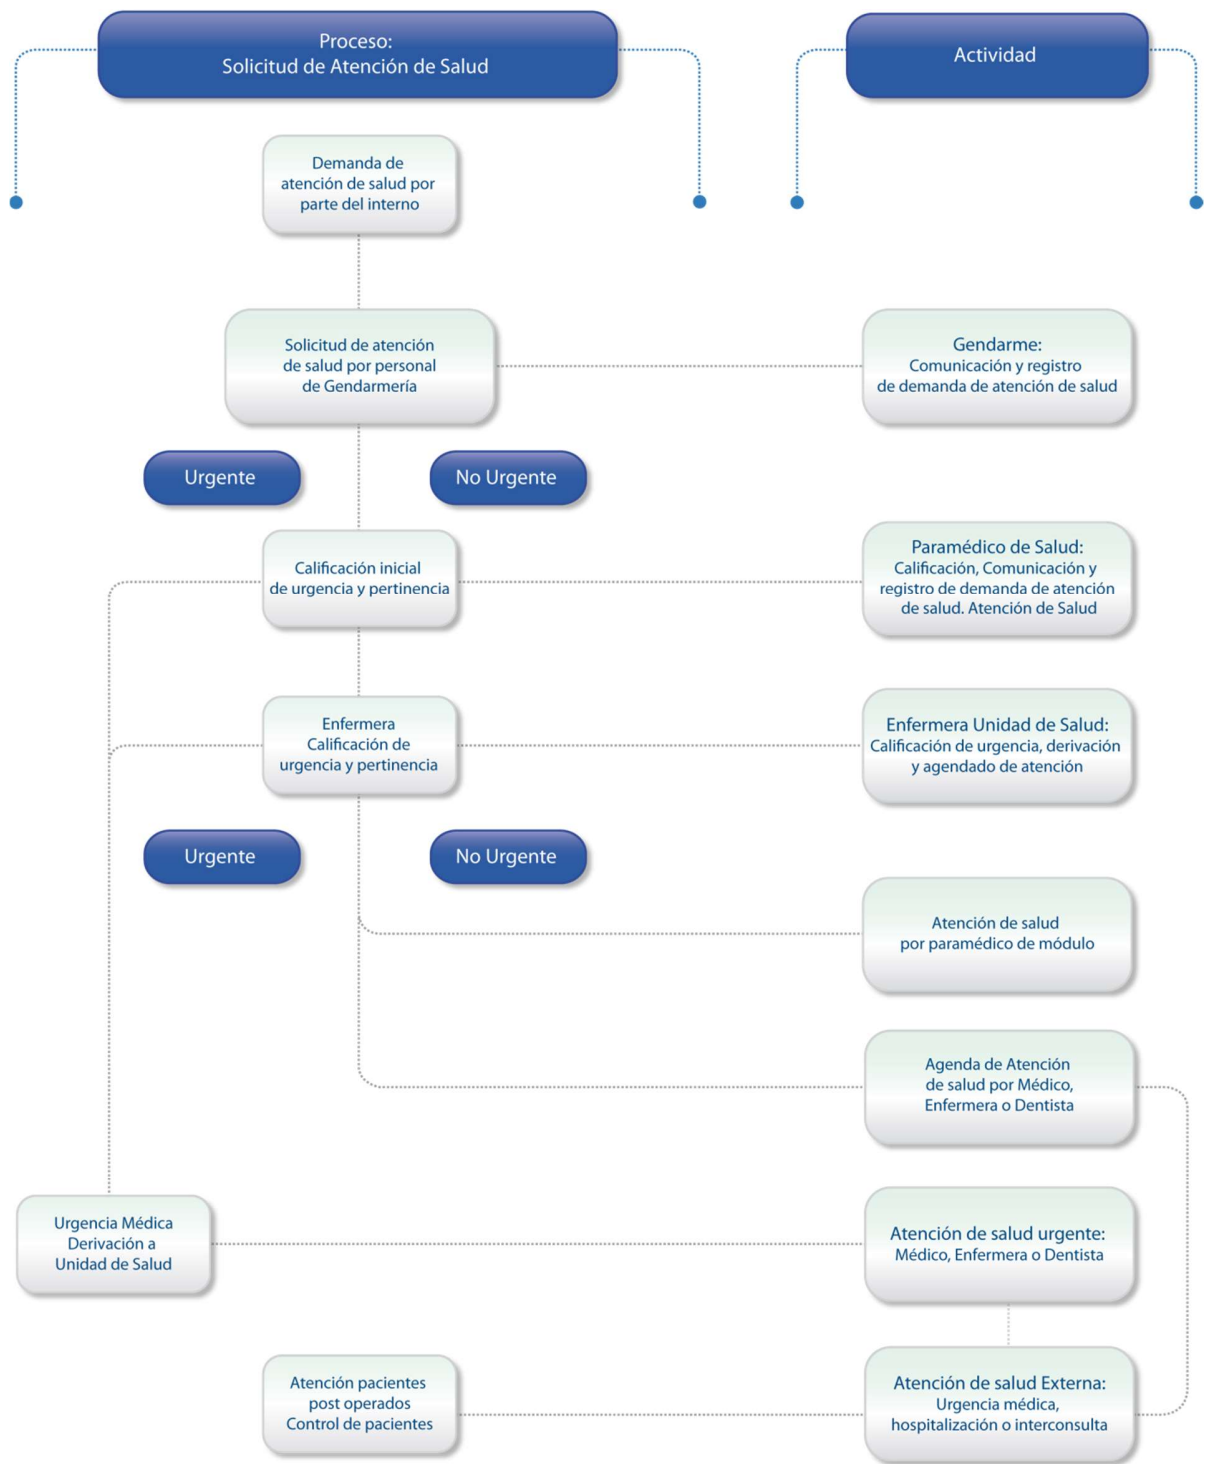 Proceso:
Solicitud de Atención de Salud
Actividad
Demanda de
atención de salud por
parte del interno
Solicitud de atención
de salud por personal
de Gendarmería
Gendarme:
Comunicación y registro
de demanda de atención de salud
Urgente
No Urgente
Calificación inicial
de urgencia y pertinencia
Paramédico de Salud:
Calificación, Comunicación y
registro de demanda de atención
de salud. Atención de Salud
Enfermera
Calificación de
urgencia y pertinencia
Enfermera Unidad de Salud:
Calificación de urgencia, derivación
y agendado de atención
Urgente
No Urgente
Atención de salud
por paramédico de módulo
Agenda de Atención
de salud por Médico,
Enfermera o Dentista
Urgencia Médica
Derivación a
Unidad de Salud
Atención de salud urgente:
Médico, Enfermera o Dentista
Atención pacientes
post operados
Control de pacientes
Atención de salud Externa:
Urgencia médica,
hospitalización o interconsulta